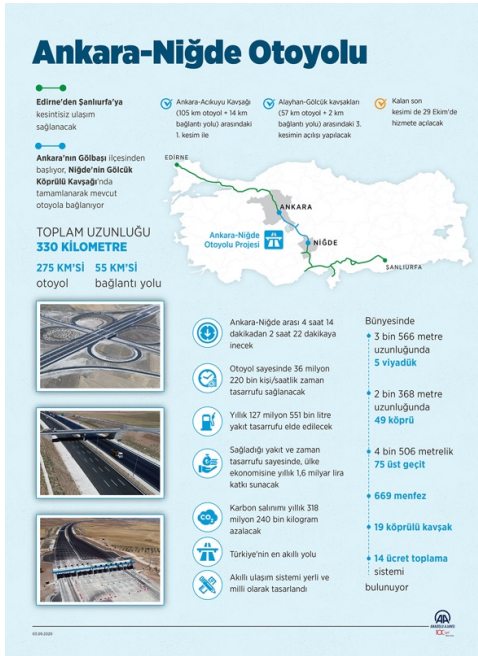 Ankara-Niğde Otoyolu
Edirne'den Şanlıurfa'ya
kesintisiz ulaşım
sağlanacak
Ankara-Acıkuyu Kavşağı
(105 km otoyol + 14 km
bağlantı yolu) arasındaki
1. kesim ile
Alayhan-Gölcük kavşakları
(57 km otoyol + 2 km
bağlantı yolu) arasındaki 3.
kesimin açılışı yapılacak
Kalan son
kesimi de 29 Ekim'de
hizmete açılacak
Ankara'nın Gölbaşı ilçesinden
başlıyor, Niğde'nin Gölcük
Köprülü Kavşağı'nda
tamamlanarak mevcut
otoyola bağlanıyor
EDİRNE
ANKARA
Ankara-Niğde
Otoyolu Projesi
NİĞDE
ŞANLIURFA
TOPLAM UZUNLUĞU
330 KİLOMETRE
275 KM'Sİ
otoyol
55 KM'Sİ
bağlantı yolu
Ankara-Niğde arası 4 saat 14
dakikadan 2 saat 22 dakikaya
inecek
Otoyol sayesinde 36 milyon
220 bin kişi/saatlik zaman
tasarrufu sağlanacak
Yıllık 127 milyon 551 bin litre
yakıt tasarrufu elde edilecek
Sağladığı yakıt ve zaman
tasarrufu sayesinde, ülke
ekonomisine yıllık 1,6 milyar lira
katkı sunacak
CO2
Karbon salınımı yıllık 318
milyon 240 bin kilogram
azalacak
Türkiye'nin en akıllı yolu
Akıllı ulaşım sistemi yerli ve
milli olarak tasarlandı
Bünyesinde
3 bin 566 metre
uzunluğunda
5 viyadük
2 bin 368 metre
uzunluğunda
49 köprü
4 bin 506 metrelik
75 üst geçit
669 menfez
19 köprülü kavşak
14 ücret toplama
sistemi
bulunuyor
AA
ANADOLU AJANSI
100